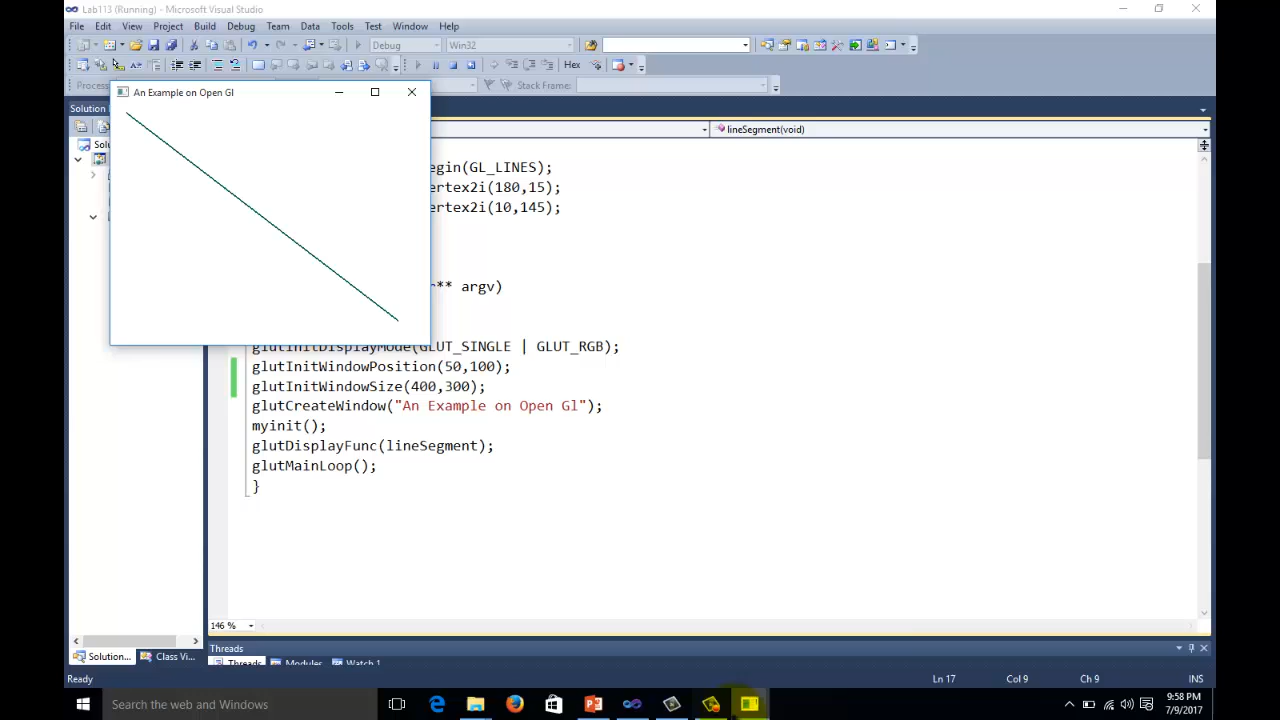 Lab113 (Running) - Microsoft Visual Studio
File Edit View Project Build Debug Team Data Tools Test Window Help
Debug Win32
Hex
Process Stack Frame:
An Example on Open Gl
Solution
lineSegment(void)
Solu
egin(GL_LINES);
ertex2i(180,15);
ertex2i(10,145);
r** argv)
glutInitDisplayMode(GLUT_SINGLE | GLUT_RGB);
glutInitWindowPosition(50,100);
glutInitWindowSize(400,300);
glutCreateWindow("An Example on Open Gl");
myinit();
glutDisplayFunc(lineSegment);
glutMainLoop();
}
146 %
Threads
Solution... Class Vi...
Threads Modules Watch 1
Ready Ln 17 Col 9 Ch 9 INS
Search the web and Windows
9:58 PM
7/9/2017